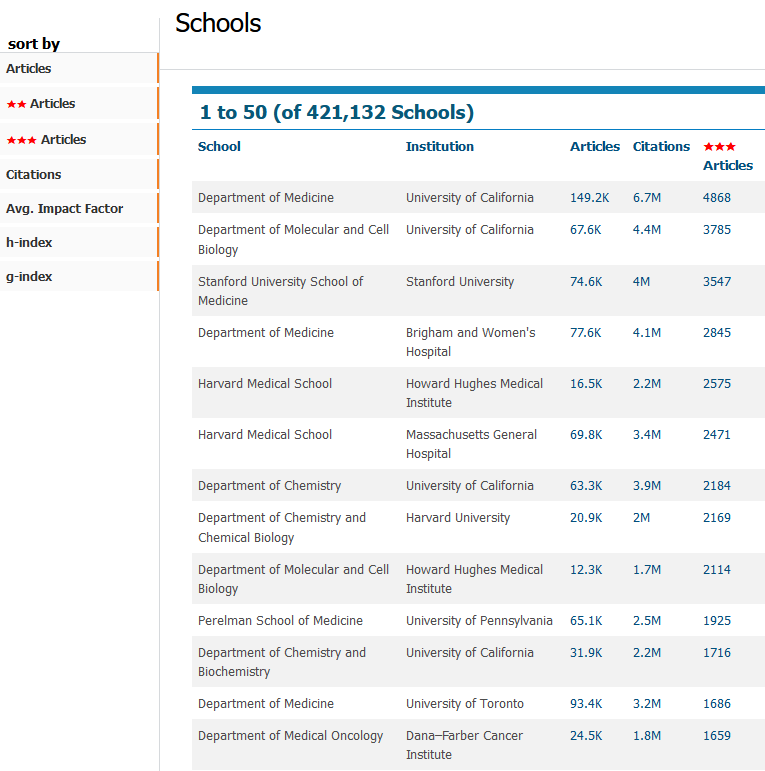 Schools
sort by
Articles
★★ Articles
★★★ Articles
Citations
Avg. Impact Factor
h-index
g-index
1 to 50 (of 421,132 Schools)
School Institution Articles Citations ★★★
Articles
Department of Medicine University of California 149.2K 6.7M 4868
Department of Molecular and Cell University of California 67.6K 4.4M 3785
Biology
Stanford University School of Stanford University 74.6K 4M 3547
Medicine
Department of Medicine Brigham and Women's 77.6K 4.1M 2845
Hospital
Harvard Medical School Howard Hughes Medical 16.5K 2.2M 2575
Institute
Harvard Medical School Massachusetts General 69.8K 3.4M 2471
Hospital
Department of Chemistry University of California 63.3K 3.9M 2184
Department of Chemistry and Harvard University 20.9K 2M 2169
Chemical Biology
Department of Molecular and Cell Howard Hughes Medical 12.3K 1.7M 2114
Biology Institute
Perelman School of Medicine University of Pennsylvania 65.1K 2.5M 1925
Department of Chemistry and University of California 31.9K 2.2M 1716
Biochemistry
Department of Medicine University of Toronto 93.4K 3.2M 1686
Department of Medical Oncology Dana–Farber Cancer 24.5K 1.8M 1659
Institute